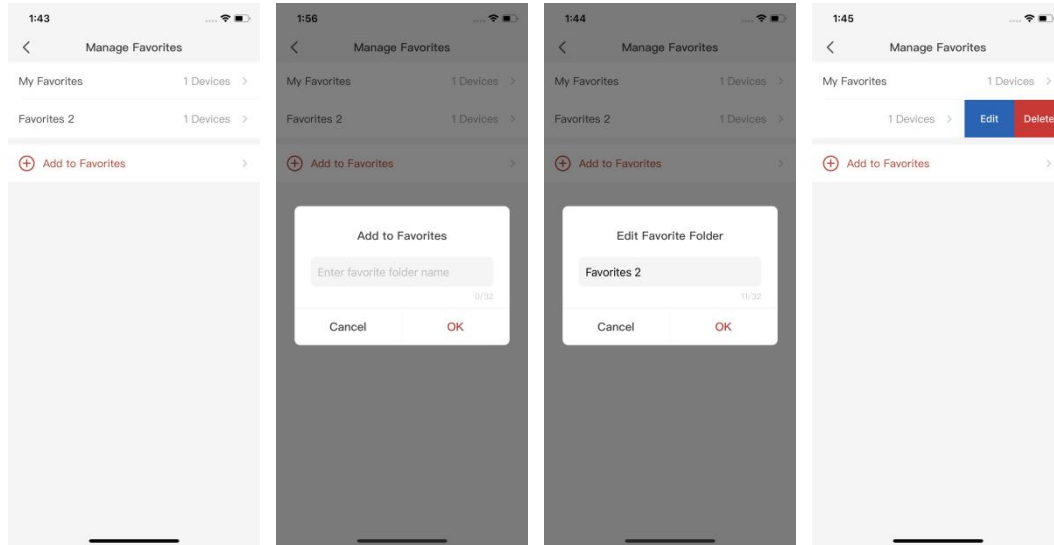 1:43
Manage Favorites
My Favorites 1 Devices
Favorites 2 1 Devices
Add to Favorites
1:56
Manage Favorites
My Favorites 1 Devices
Favorites 2 1 Devices
Add to Favorites
Add to Favorites
Enter favorite folder name
0/32
Cancel OK
1:44
Manage Favorites
My Favorites 1 Devices
Favorites 2 1 Devices
Add to Favorites
Edit Favorite Folder
Favorites 2
11/32
Cancel OK
1:45
Manage Favorites
My Favorites 1 Devices
1 Devices Edit Delete
Add to Favorites